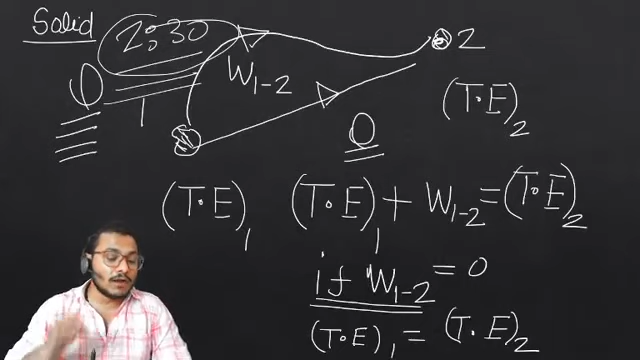 Solid
2:30
W1-2
2
1
0
(T.E)2
(T.E)1
(T.E)1 + W1-2 = (T.E)2
if W1-2 = 0
(T.E)1 = (T.E)2